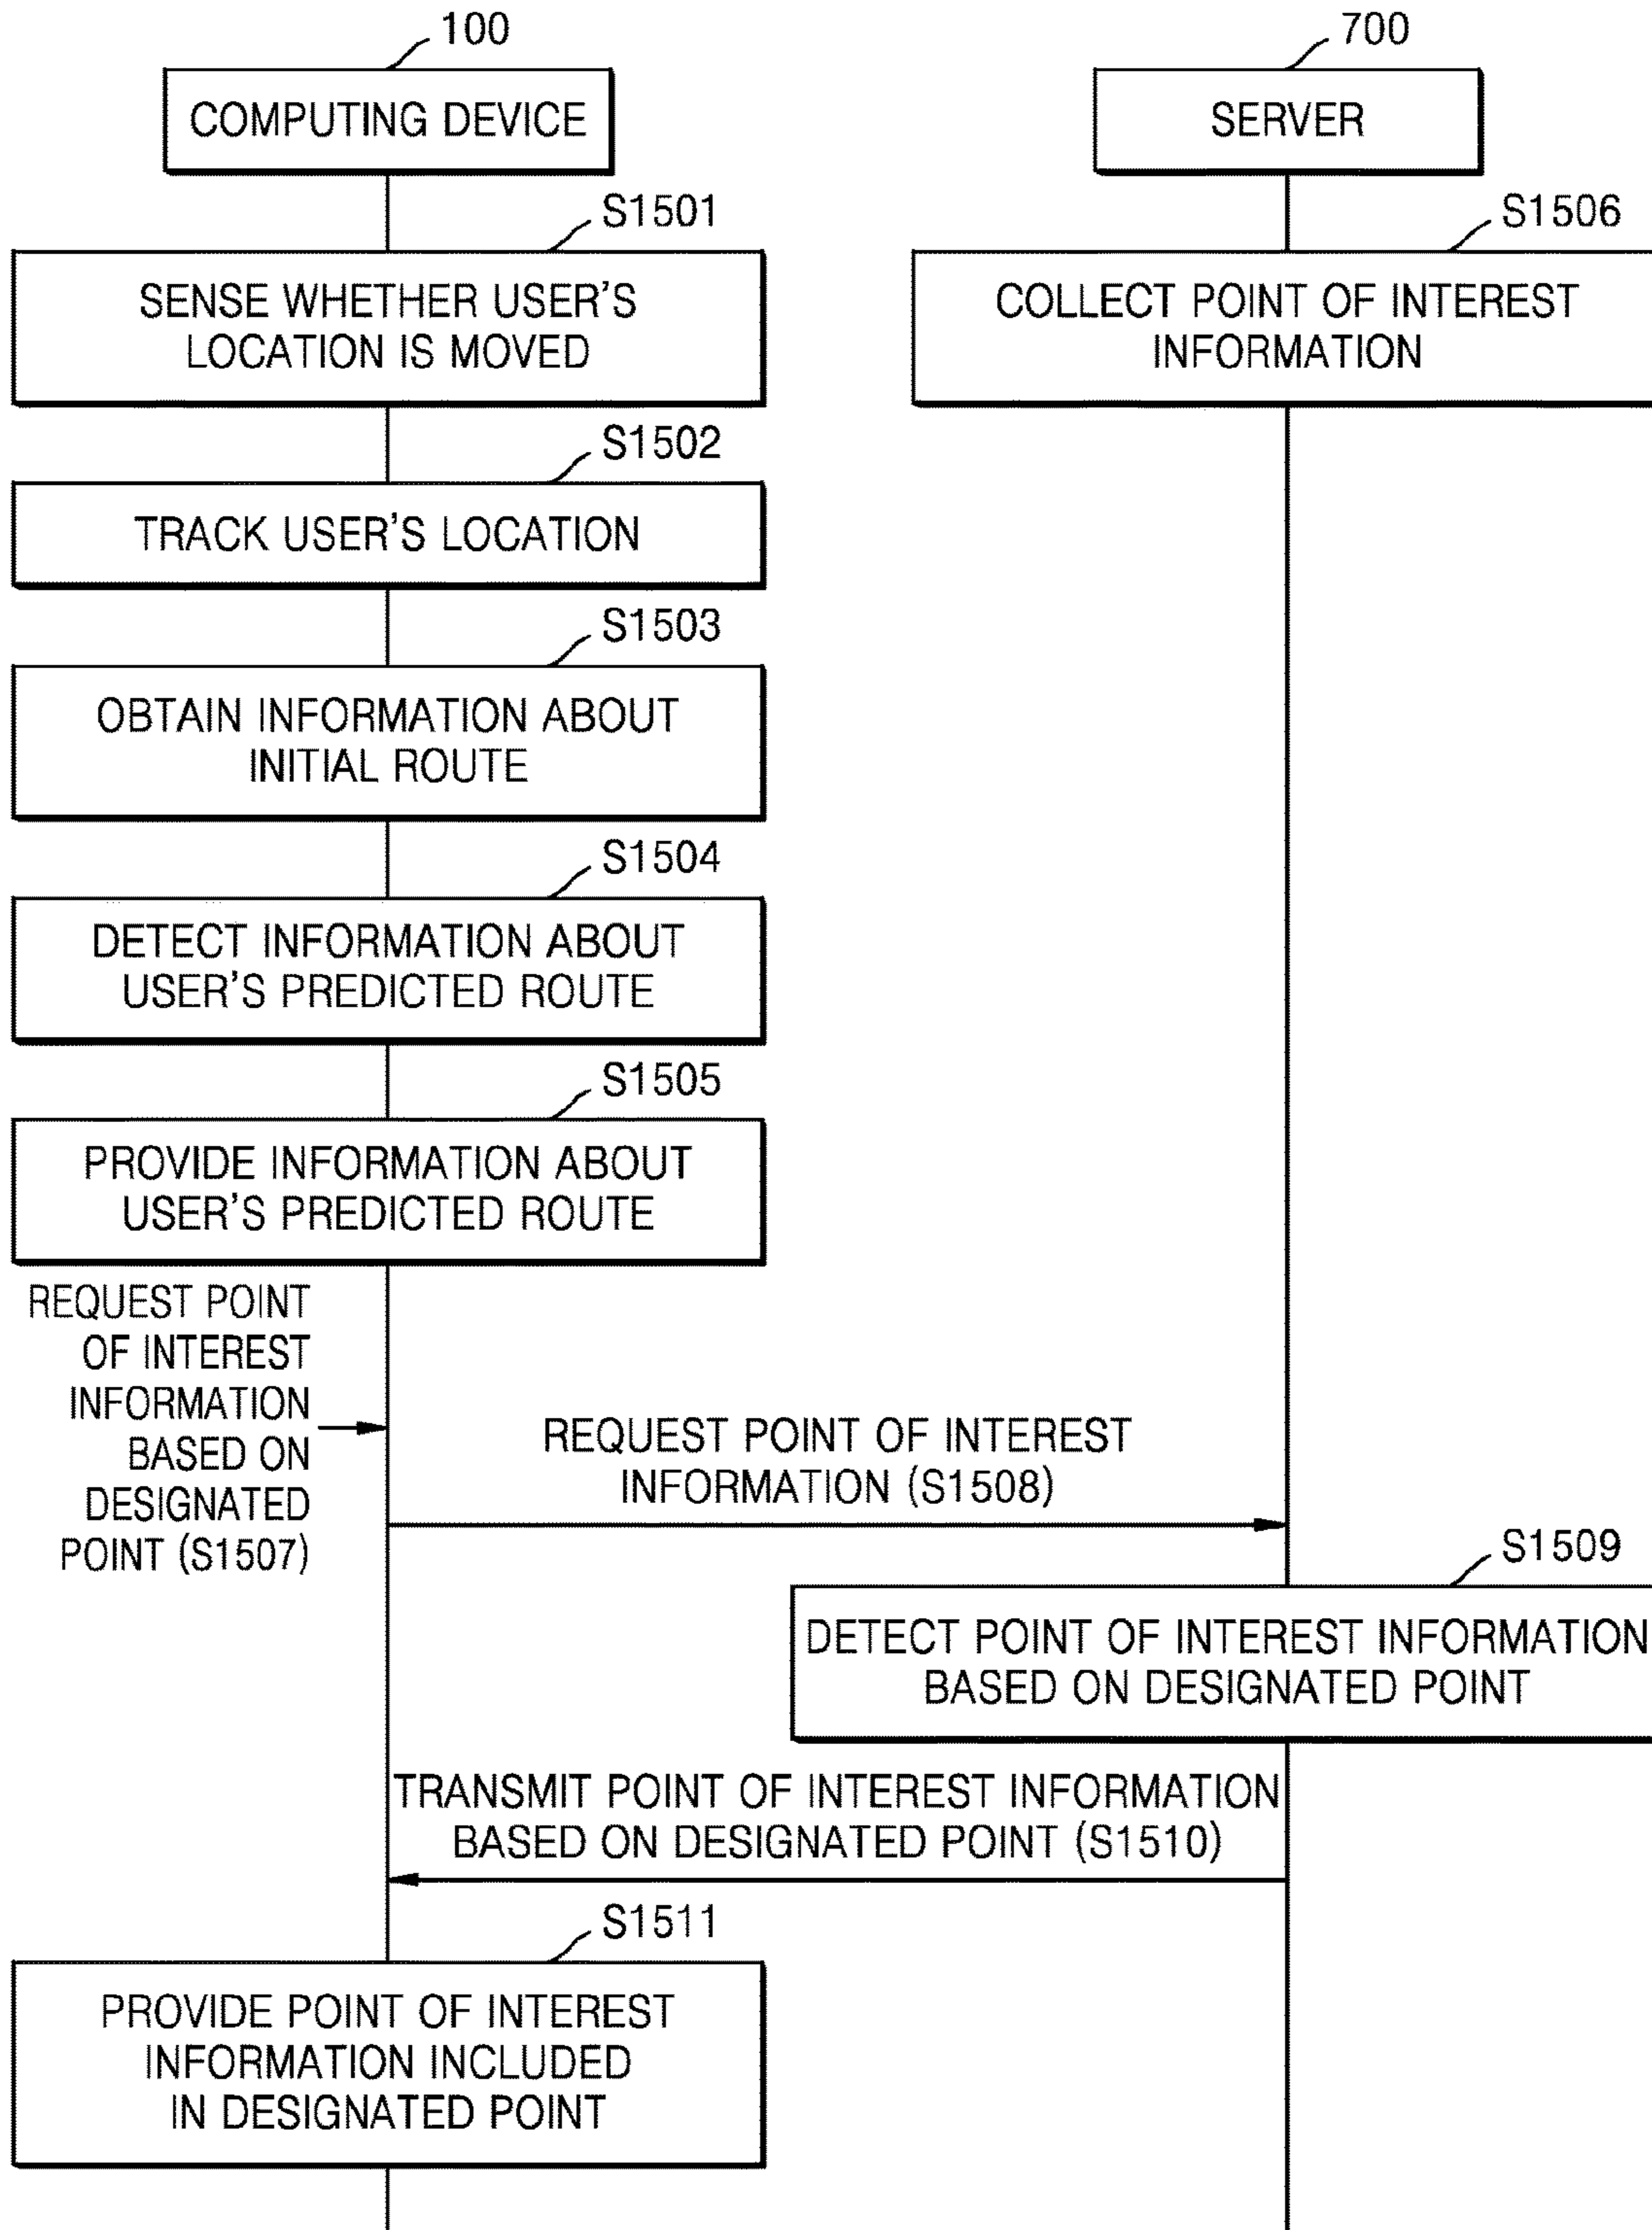 100
700
COMPUTING DEVICE
SERVER
S1501
S1506
SENSE WHETHER USER'S
LOCATION IS MOVED
COLLECT POINT OF INTEREST
INFORMATION
S1502
TRACK USER'S LOCATION
S1503
OBTAIN INFORMATION ABOUT
INITIAL ROUTE
S1504
DETECT INFORMATION ABOUT
USER'S PREDICTED ROUTE
S1505
PROVIDE INFORMATION ABOUT
USER'S PREDICTED ROUTE
REQUEST POINT
OF INTEREST
INFORMATION
BASED ON
DESIGNATED
POINT (S1507)
REQUEST POINT OF INTEREST
INFORMATION (S1508)
S1509
DETECT POINT OF INTEREST INFORMATION
BASED ON DESIGNATED POINT
TRANSMIT POINT OF INTEREST INFORMATION
BASED ON DESIGNATED POINT (S1510)
S1511
PROVIDE POINT OF INTEREST
INFORMATION INCLUDED
IN DESIGNATED POINT